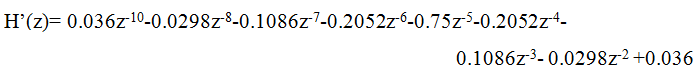 H’(z)= 0.036z⁻¹⁰-0.0298z⁻⁸-0.1086z⁻⁷-0.2052z⁻⁶-0.75z⁻⁵-0.2052z⁻⁴-
0.1086z⁻³- 0.0298z⁻² +0.036